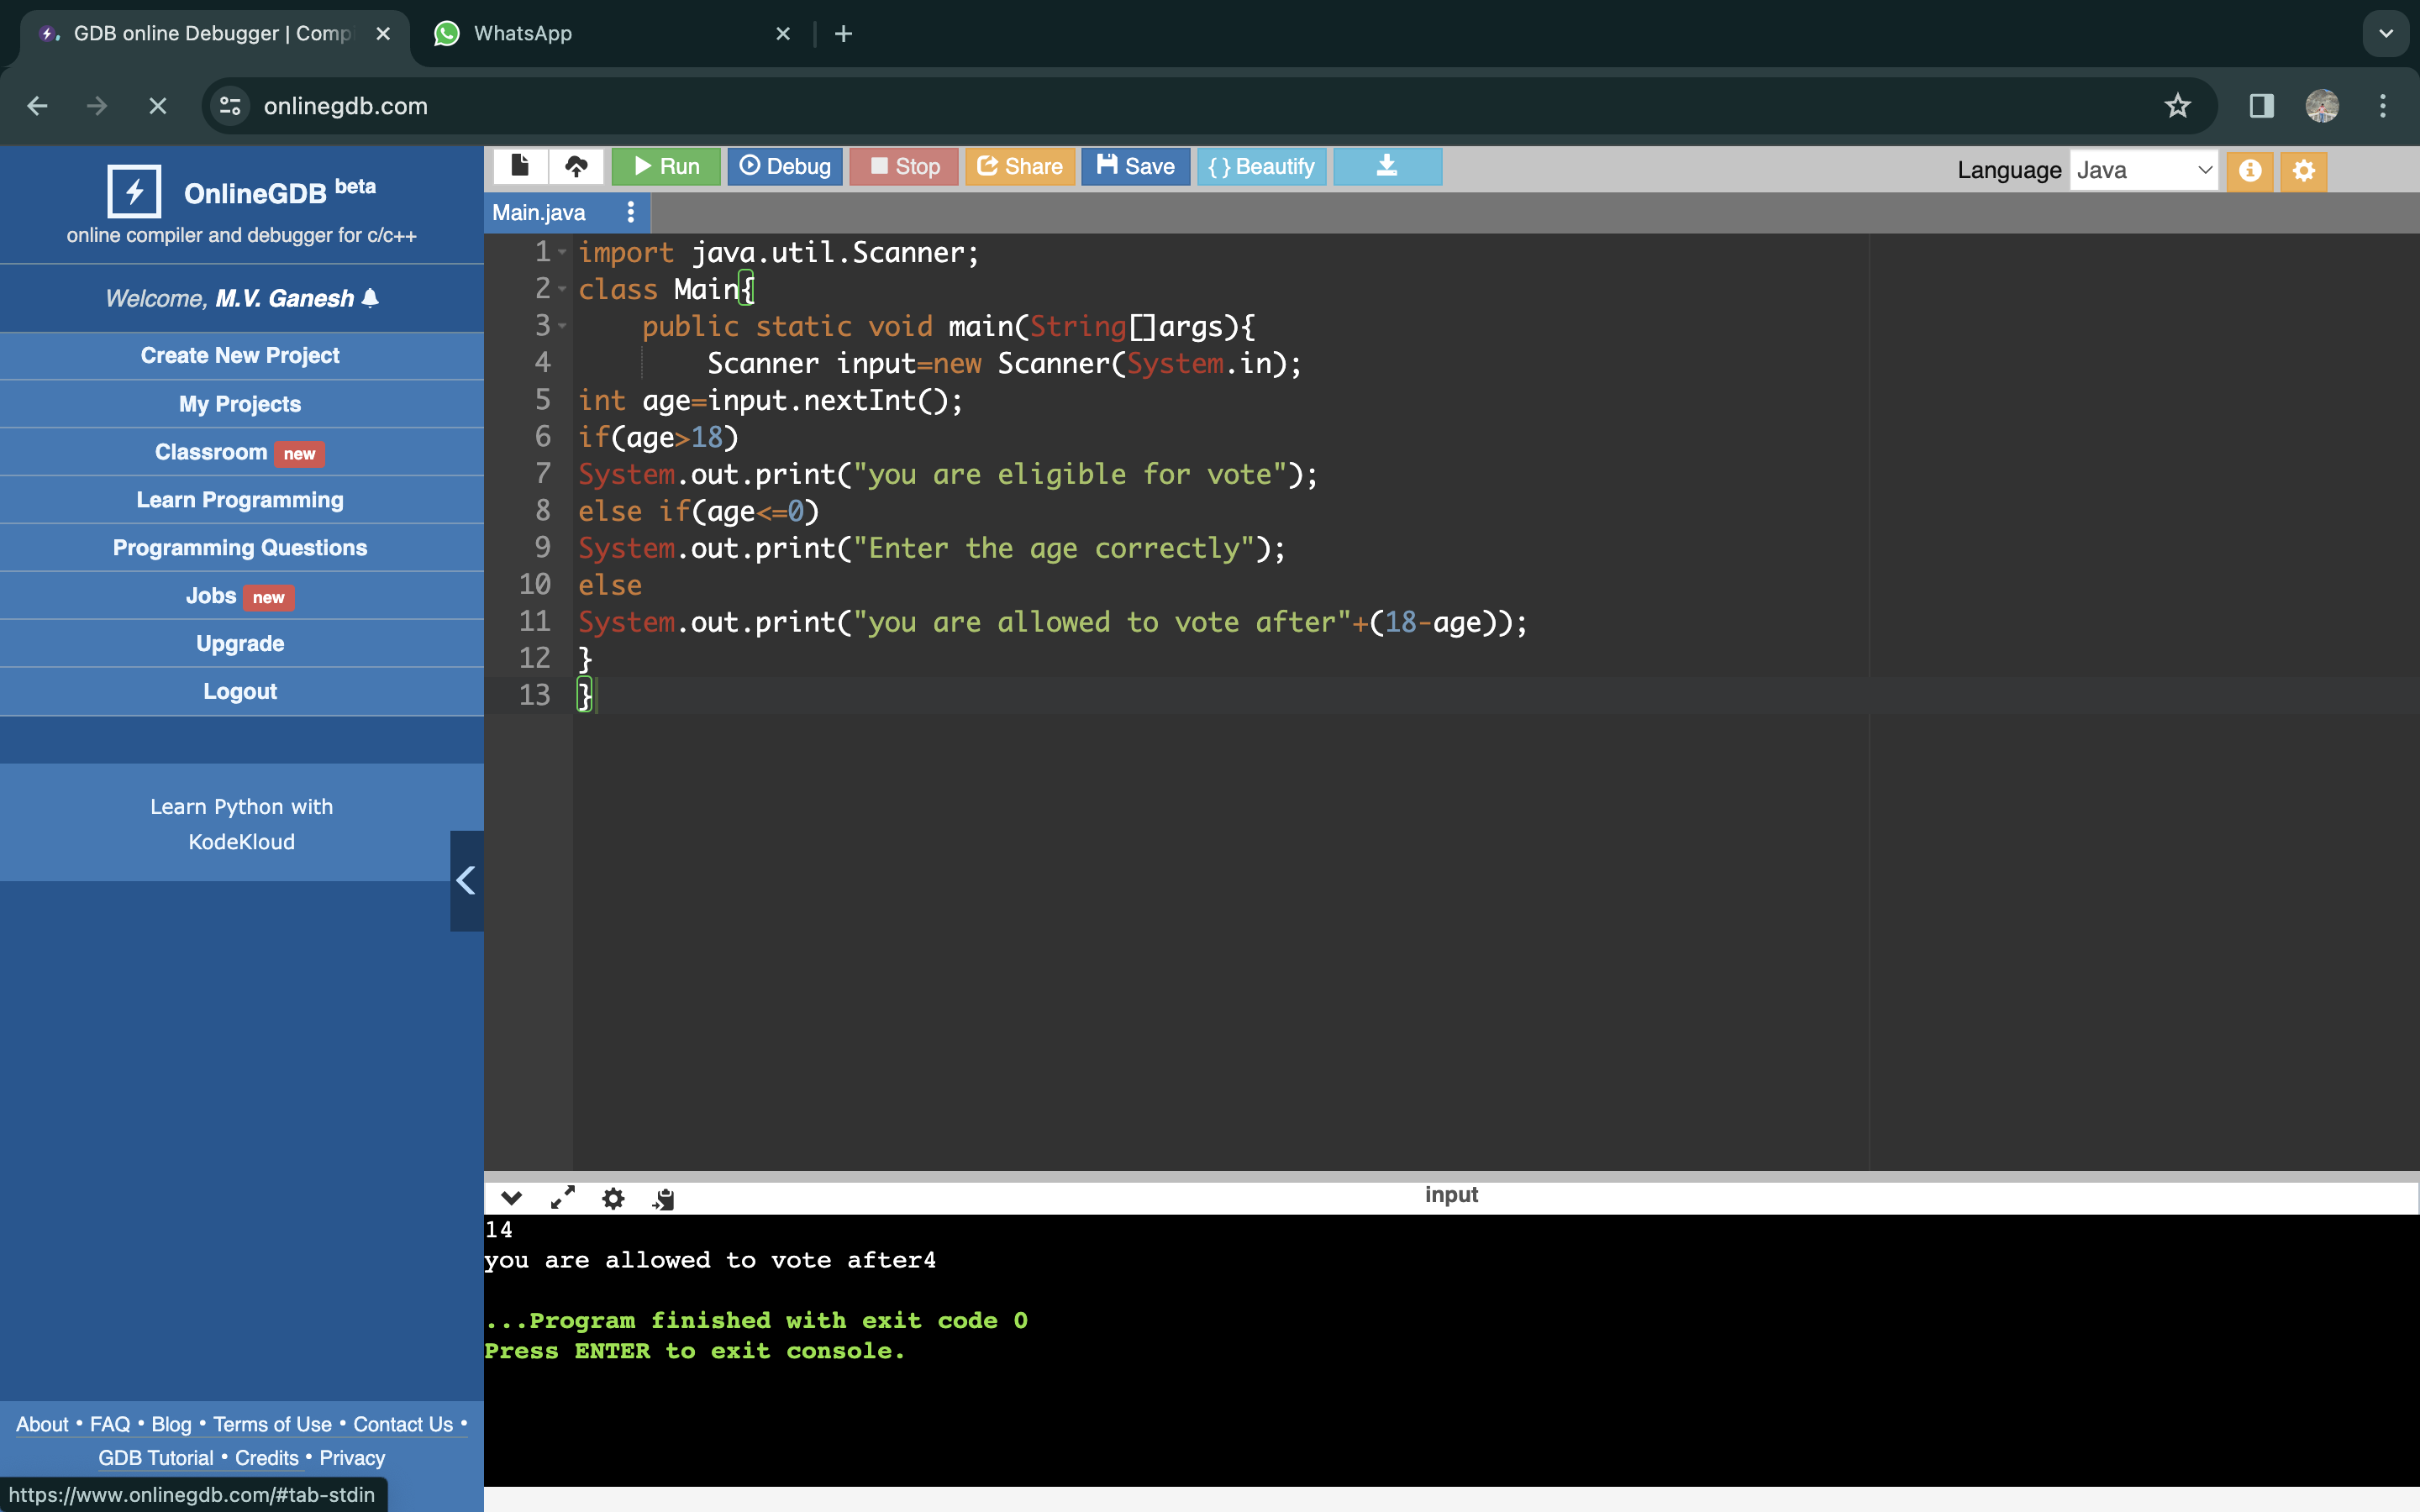 GDB online Debugger | Comp
WhatsApp
onlinegdb.com
OnlineGDB beta
online compiler and debugger for c/c++
Welcome, M.V. Ganesh
Create New Project
My Projects
Classroom new
Learn Programming
Programming Questions
Jobs new
Upgrade
Logout
Learn Python with
KodeKloud
About • FAQ • Blog • Terms of Use • Contact Us •
GDB Tutorial • Credits • Privacy
https://www.onlinegdb.com/#tab-stdin
Run Debug Stop Share Save { } Beautify
Language Java
Main.java
1 import java.util.Scanner;
2 class Main{
3 public static void main(String[]args){
4 Scanner input=new Scanner(System.in);
5 int age=input.nextInt();
6 if(age>18)
7 System.out.print("you are eligible for vote");
8 else if(age<=0)
9 System.out.print("Enter the age correctly");
10 else
11 System.out.print("you are allowed to vote after"+(18-age));
12 }
13 }
input
14
you are allowed to vote after4
...Program finished with exit code 0
Press ENTER to exit console.